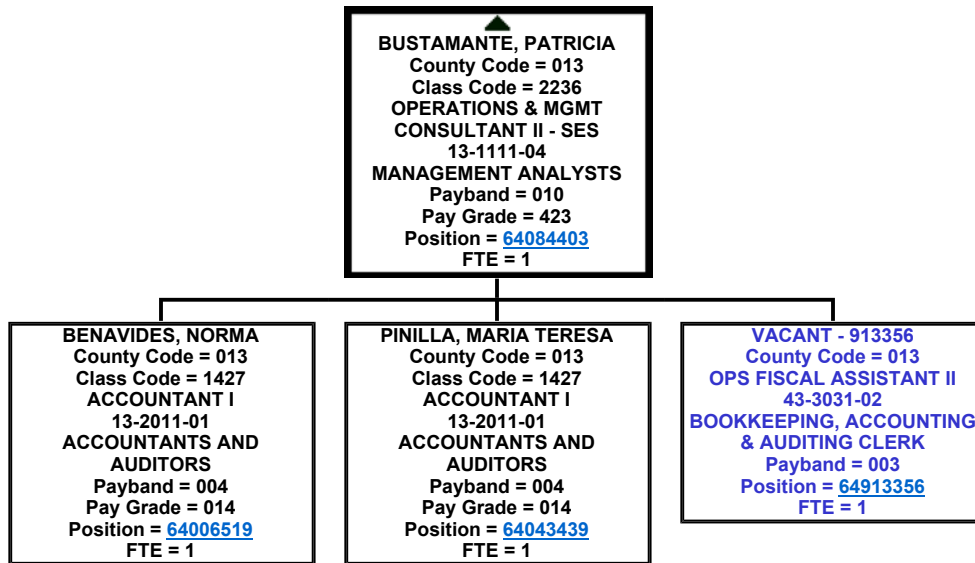 BUSTAMANTE, PATRICIA
County Code = 013
Class Code = 2236
OPERATIONS & MGMT
CONSULTANT II - SES
13-1111-04
MANAGEMENT ANALYSTS
Payband = 010
Pay Grade = 423
Position = 64084403
FTE = 1
BENAVIDES, NORMA
County Code = 013
Class Code = 1427
ACCOUNTANT I
13-2011-01
ACCOUNTANTS AND
AUDITORS
Payband = 004
Pay Grade = 014
Position = 64006519
FTE = 1
PINILLA, MARIA TERESA
County Code = 013
Class Code = 1427
ACCOUNTANT I
13-2011-01
ACCOUNTANTS AND
AUDITORS
Payband = 004
Pay Grade = 014
Position = 64043439
FTE = 1
VACANT - 913356
County Code = 013
OPS FISCAL ASSISTANT II
43-3031-02
BOOKKEEPING, ACCOUNTING
& AUDITING CLERK
Payband = 003
Position = 64913356
FTE = 1